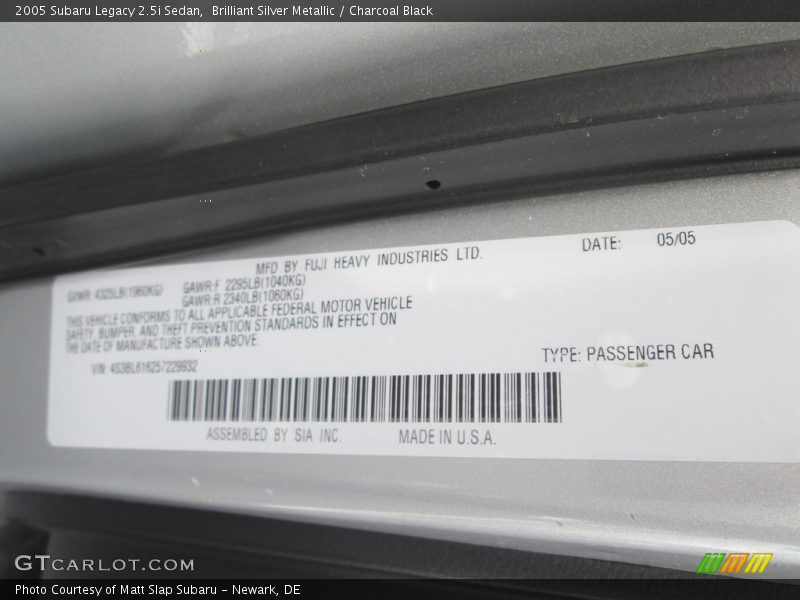 2005 Subaru Legacy 2.5i Sedan,  Brilliant Silver Metallic / Charcoal Black
MFD BY FUJI HEAVY INDUSTRIES LTD.
DATE: 05/05
GVWR: 4325LB(1960KG)
GAWR:F 2295LB(1040KG)
GAWR:R 2340LB(1060KG)
THIS VEHICLE CONFORMS TO ALL APPLICABLE FEDERAL MOTOR VEHICLE
SAFETY, BUMPER, AND THEFT PREVENTION STANDARDS IN EFFECT ON
THE DATE OF MANUFACTURE SHOWN ABOVE.
VIN: 4S3BL616257229932
TYPE: PASSENGER CAR
ASSEMBLED BY SIA INC.
MADE IN U.S.A.
GTCARLOT.COM
Photo Courtesy of Matt Slap Subaru - Newark, DE